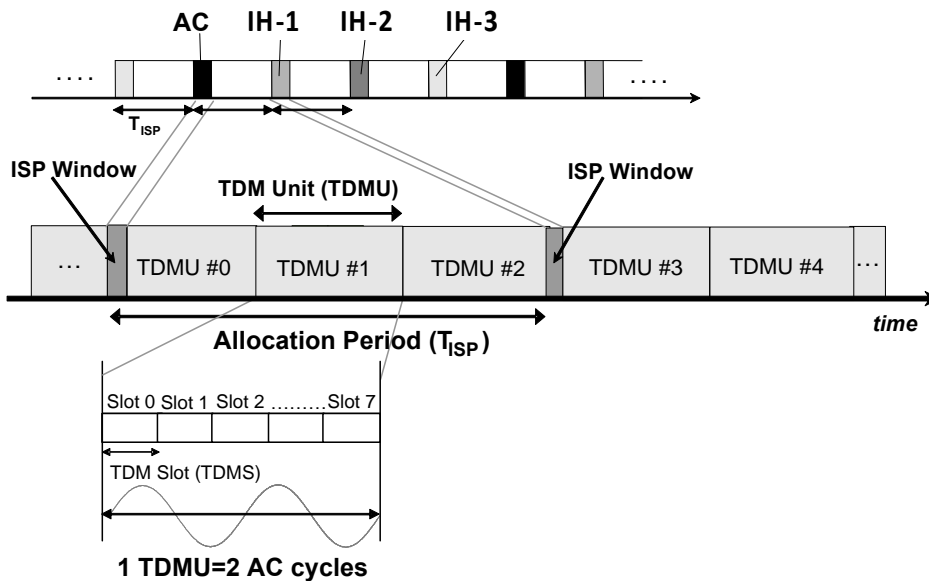 AC IH-1 IH-2 IH-3
.... ....
T_ISP
ISP Window ISP Window
TDM Unit (TDMU)
... TDMU #0 TDMU #1 TDMU #2 TDMU #3 TDMU #4 ...
time
Allocation Period (T_ISP)
Slot 0 Slot 1 Slot 2 ......... Slot 7
TDM Slot (TDMS)
1 TDMU=2 AC cycles